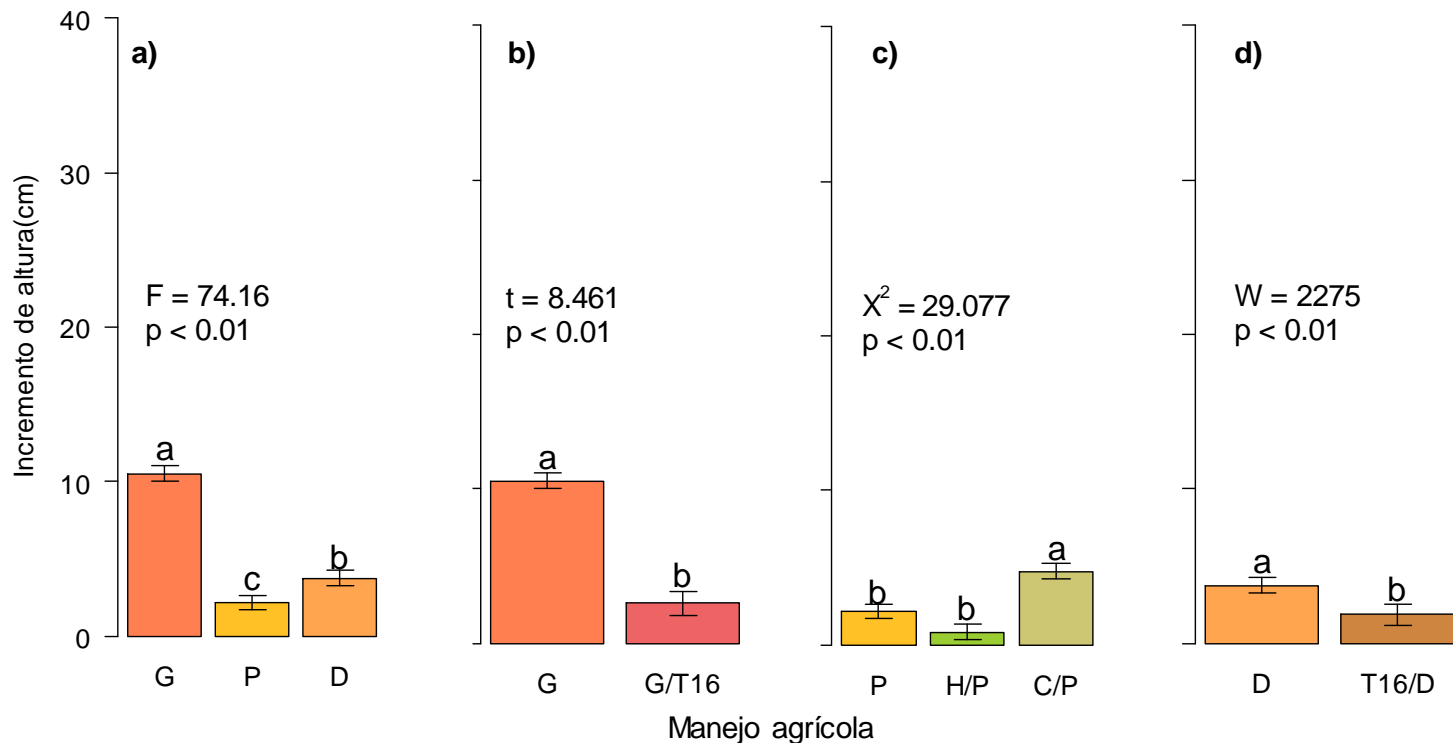 40
30
20
10
0
Incremento de altura(cm)
a)
F = 74.16
p < 0.01
a
c
b
G P D
b)
t = 8.461
p < 0.01
a
b
G G/T16
c)
X² = 29.077
p < 0.01
b
b
a
P H/P C/P
d)
W = 2275
p < 0.01
a
b
D T16/D
Manejo agrícola